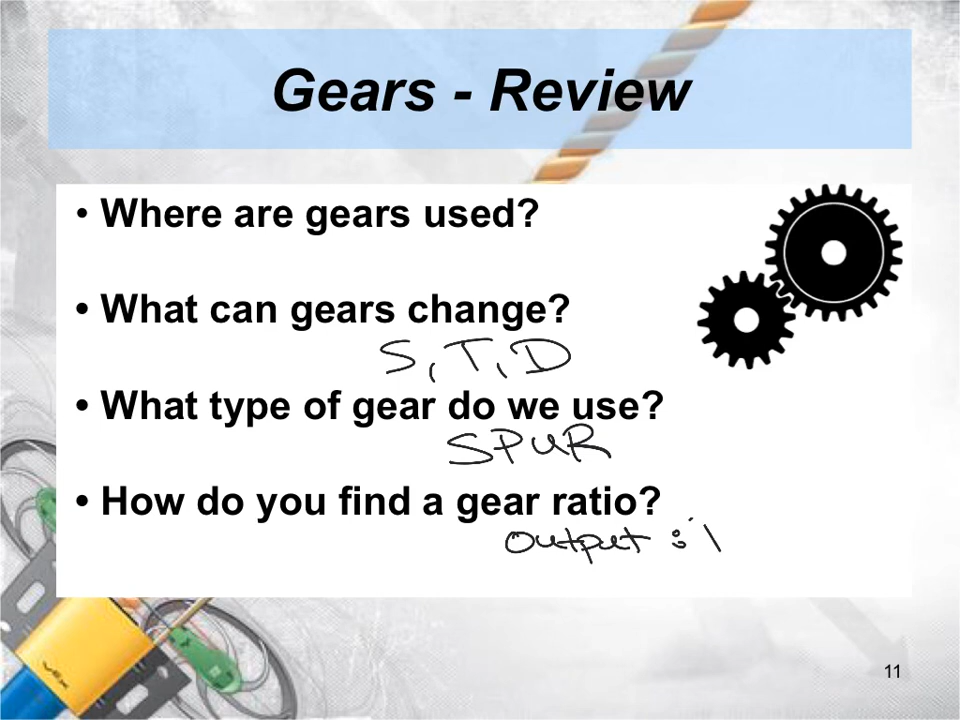 Gears - Review
• Where are gears used?
• What can gears change?
S, T, D
• What type of gear do we use?
SPUR
• How do you find a gear ratio?
output :
11